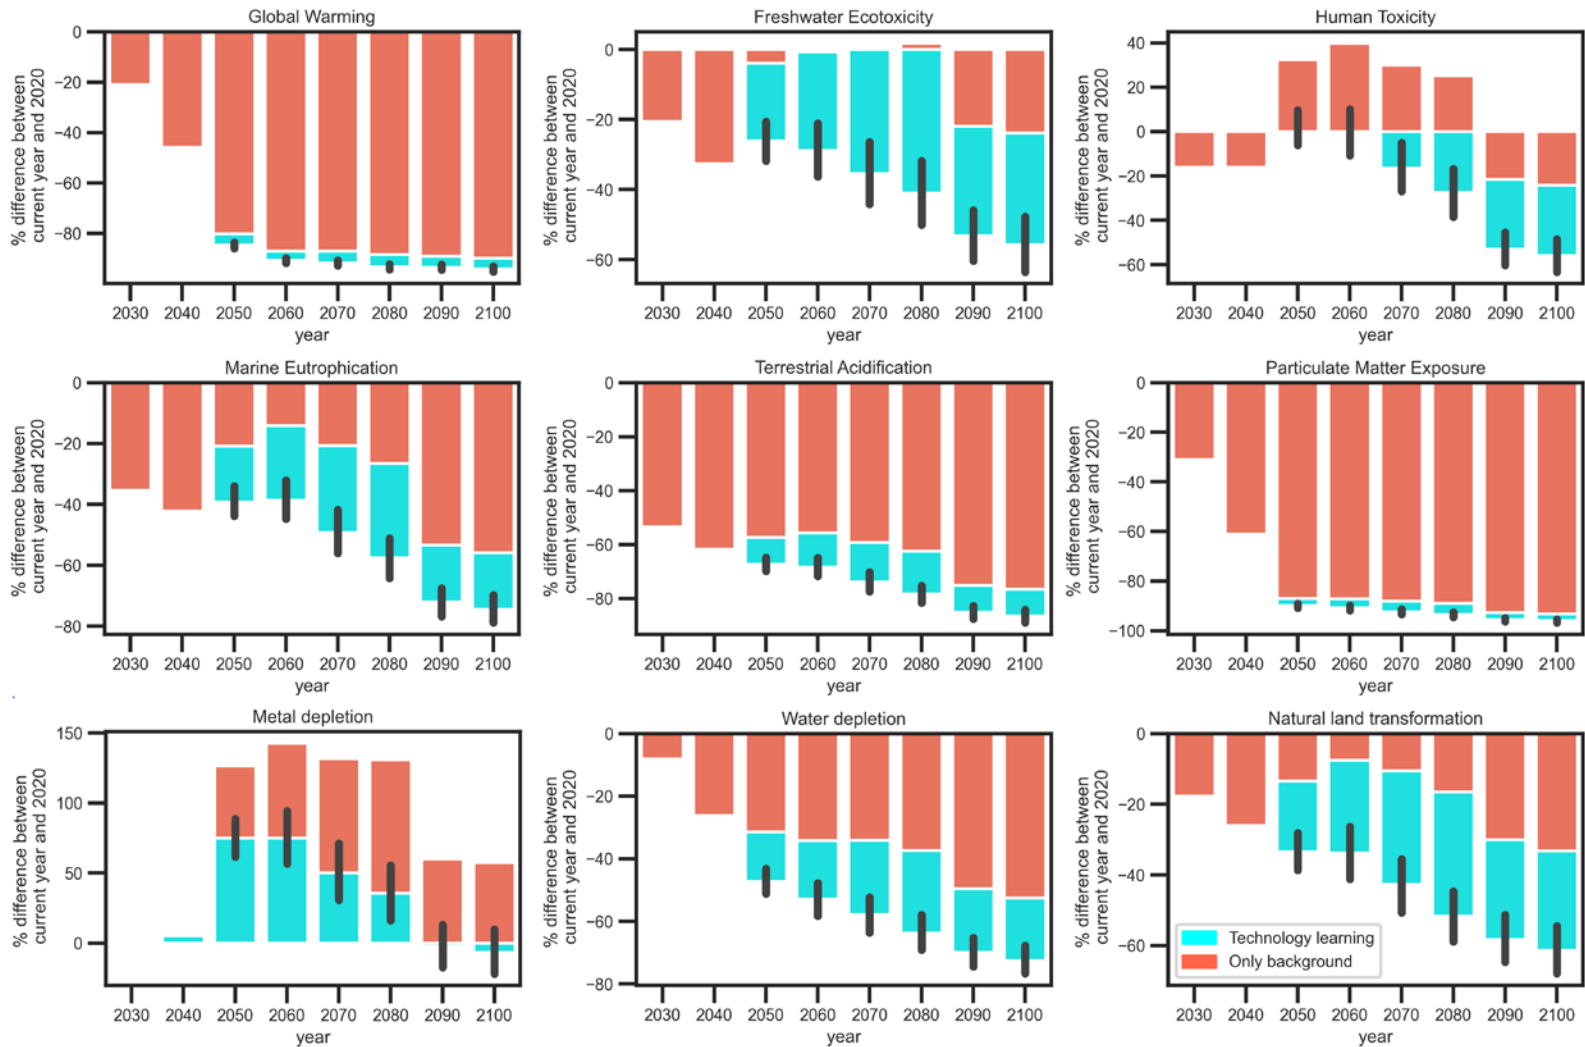 Global Warming
% difference between
current year and 2020
0
−20
−40
−60
−80
2030 2040 2050 2060 2070 2080 2090 2100
year
Freshwater Ecotoxicity
% difference between
current year and 2020
0
−20
−40
−60
2030 2040 2050 2060 2070 2080 2090 2100
year
Human Toxicity
% difference between
current year and 2020
40
20
0
−20
−40
−60
2030 2040 2050 2060 2070 2080 2090 2100
year
Marine Eutrophication
% difference between
current year and 2020
0
−20
−40
−60
−80
2030 2040 2050 2060 2070 2080 2090 2100
year
Terrestrial Acidification
% difference between
current year and 2020
0
−20
−40
−60
−80
2030 2040 2050 2060 2070 2080 2090 2100
year
Particulate Matter Exposure
% difference between
current year and 2020
0
−20
−40
−60
−80
−100
2030 2040 2050 2060 2070 2080 2090 2100
year
Metal depletion
% difference between
current year and 2020
150
100
50
0
2030 2040 2050 2060 2070 2080 2090 2100
year
Water depletion
% difference between
current year and 2020
0
−20
−40
−60
−80
2030 2040 2050 2060 2070 2080 2090 2100
year
Natural land transformation
% difference between
current year and 2020
0
−20
−40
−60
Technology learning
Only background
2030 2040 2050 2060 2070 2080 2090 2100
year